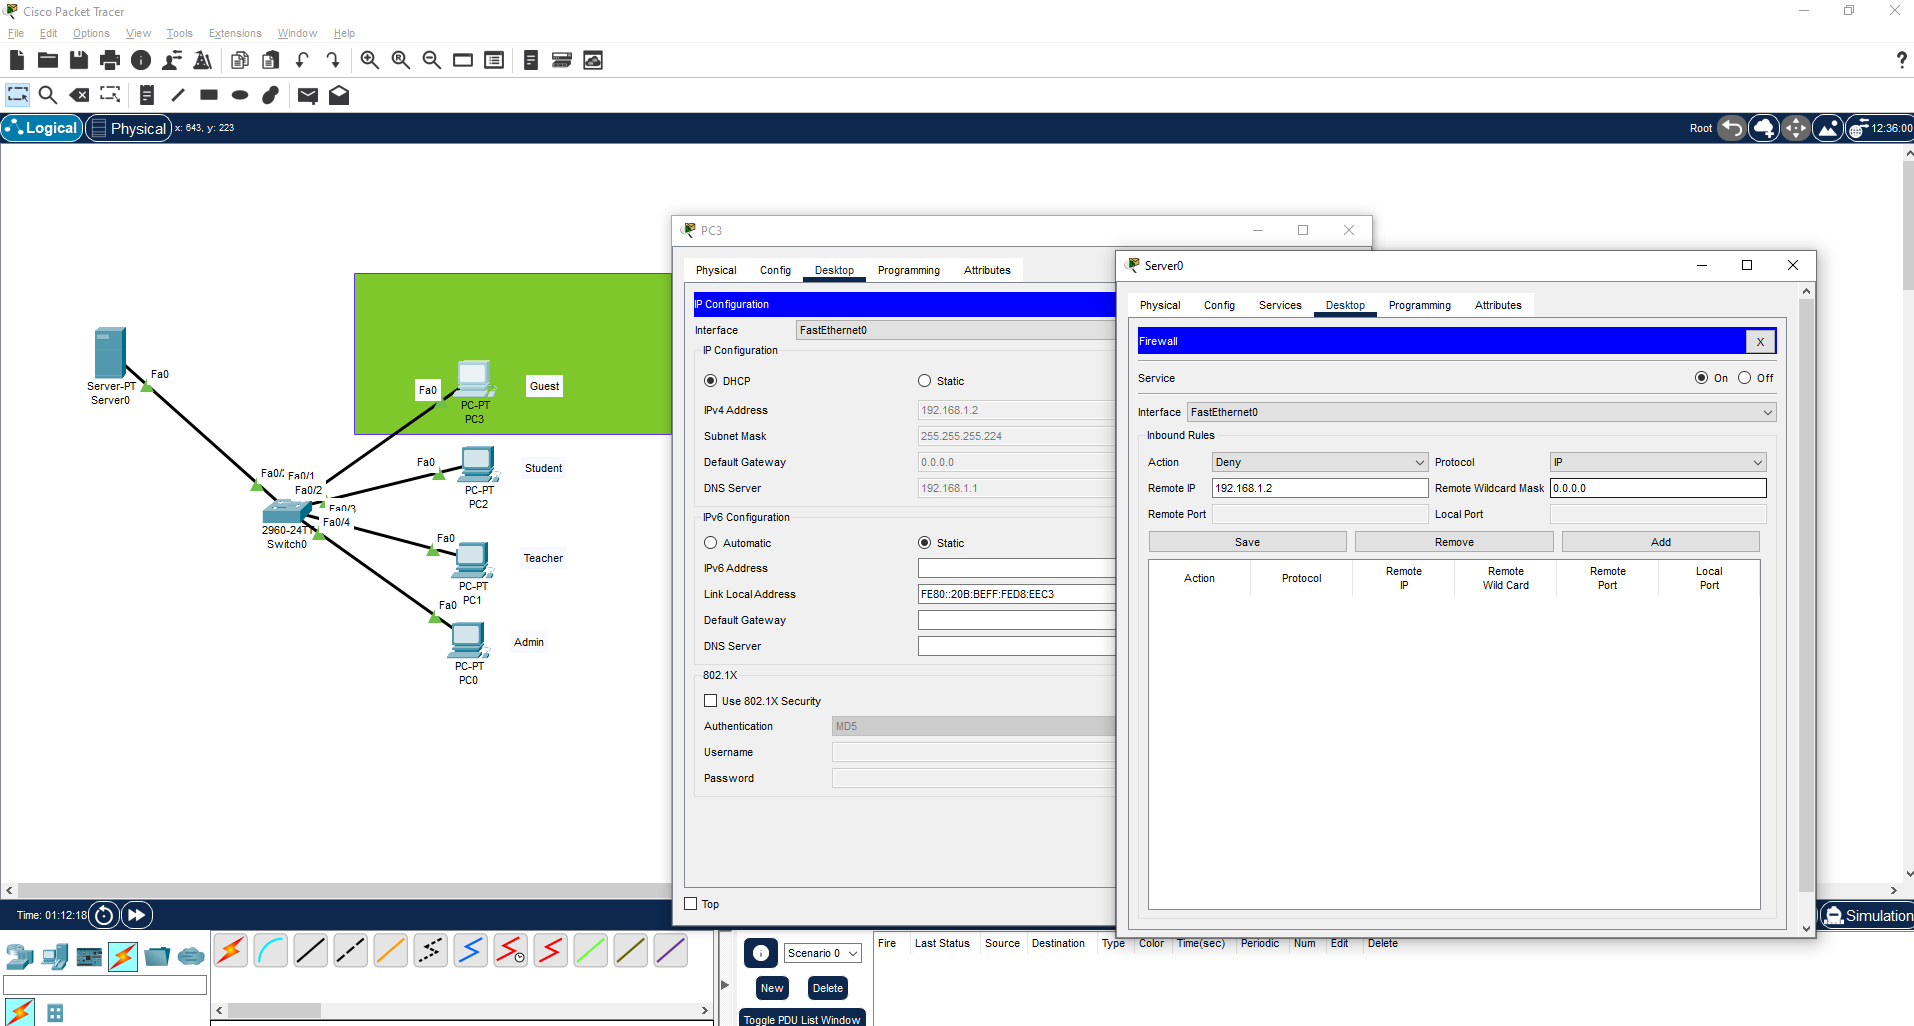 Cisco Packet Tracer
File Edit Options View Tools Extensions Window Help
?
Logical Physical x: 643, y: 223 Root 12:36:00
Server-PT
Server0
Fa0
Fa0
PC-PT
PC3
Guest
Fa0
PC-PT
PC2
Student
Fa0/1
Fa0/2
Fa0/3
Fa0/4
2960-24TT
Switch0
Fa0
PC-PT
PC1
Teacher
Fa0
PC-PT
PC0
Admin
PC3
Physical Config Desktop Programming Attributes
IP Configuration
Interface FastEthernet0
IP Configuration
DHCP Static
IPv4 Address 192.168.1.2
Subnet Mask 255.255.255.224
Default Gateway 0.0.0.0
DNS Server 192.168.1.1
IPv6 Configuration
Automatic Static
IPv6 Address
Link Local Address FE80::20B:BEFF:FED8:EEC3
Default Gateway
DNS Server
802.1X
Use 802.1X Security
Authentication MD5
Username
Password
Top
Server0
Physical Config Services Desktop Programming Attributes
Firewall X
Service On Off
Interface FastEthernet0
Inbound Rules
Action Deny Protocol IP
Remote IP 192.168.1.2 Remote Wildcard Mask 0.0.0.0
Remote Port Local Port
Save Remove Add
Action Protocol Remote IP Remote Wild Card Remote Port Local Port
Time: 01:12:18 Simulation
Scenario 0
New Delete
Toggle PDU List Window
Fire Last Status Source Destination Type Color Time(sec) Periodic Num Edit Delete